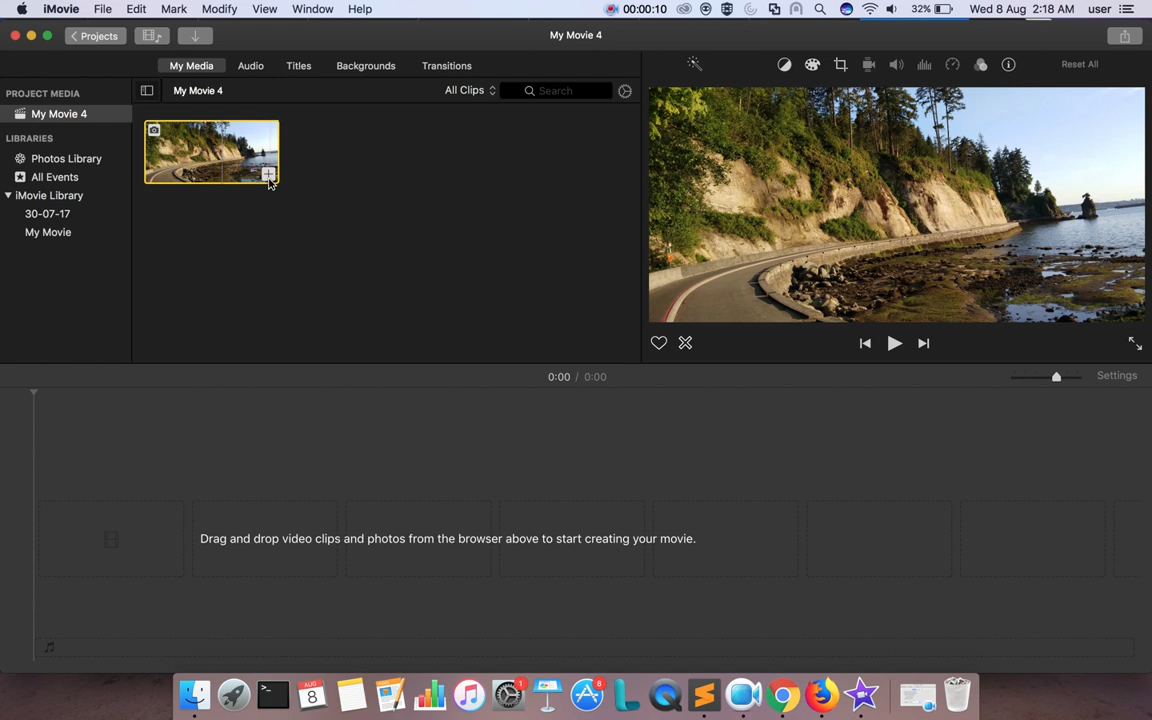 iMovie File Edit Mark Modify View Window Help 00:00:10 32% Wed 8 Aug 2:18 AM user
Projects My Movie 4
My Media Audio Titles Backgrounds Transitions Reset All
PROJECT MEDIA My Movie 4 All Clips Search
My Movie 4
LIBRARIES
Photos Library
All Events
iMovie Library
30-07-17
My Movie
0:00 / 0:00 Settings
Drag and drop video clips and photos from the browser above to start creating your movie.
AUG 8 1 8